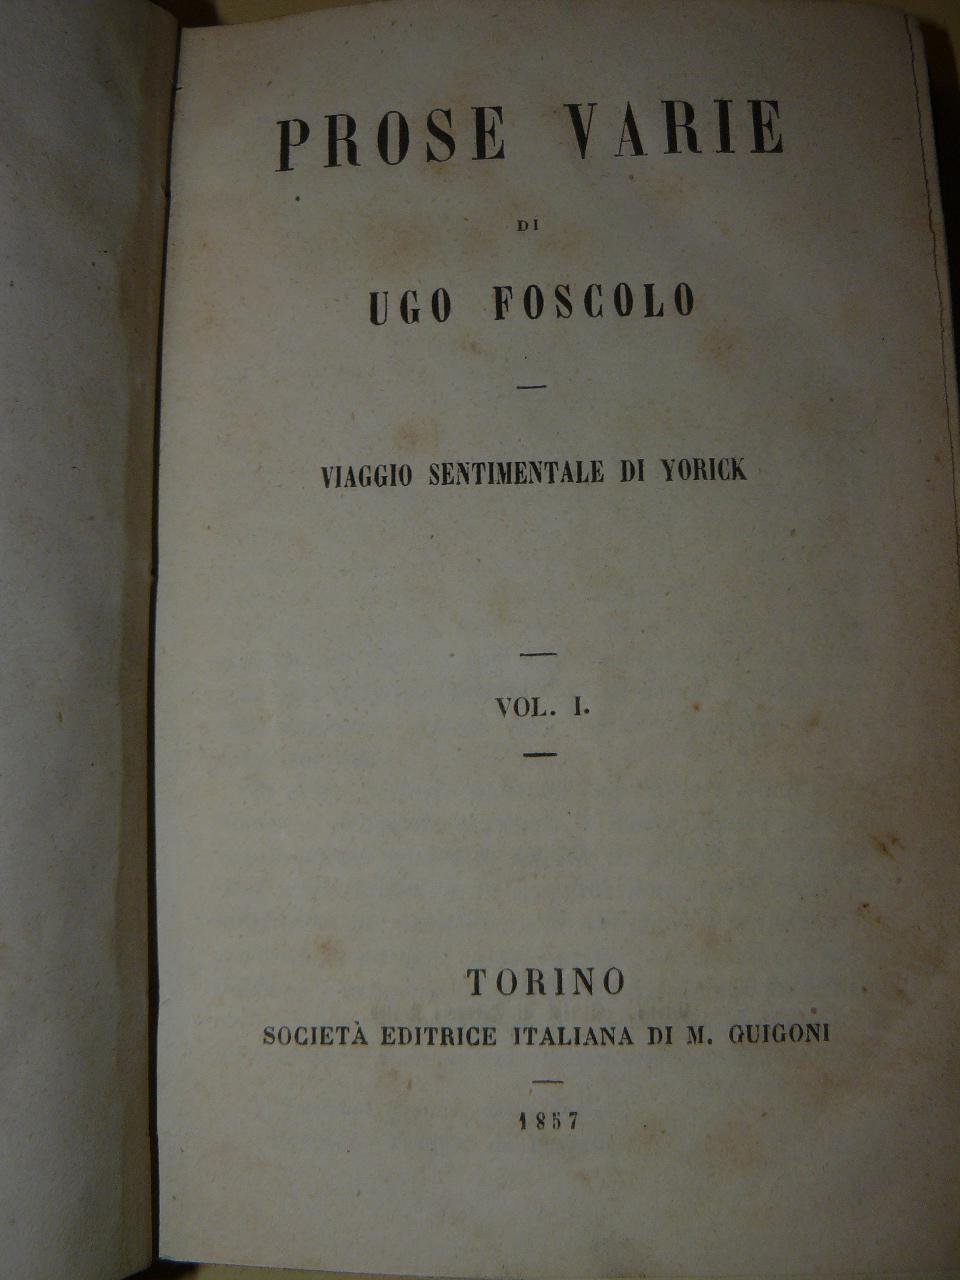 PROSE VARIE
DI
UGO FOSCOLO
VIAGGIO SENTIMENTALE DI YORICK
VOL. I.
TORINO
SOCIETÀ EDITRICE ITALIANA DI M. GUIGONI
1857